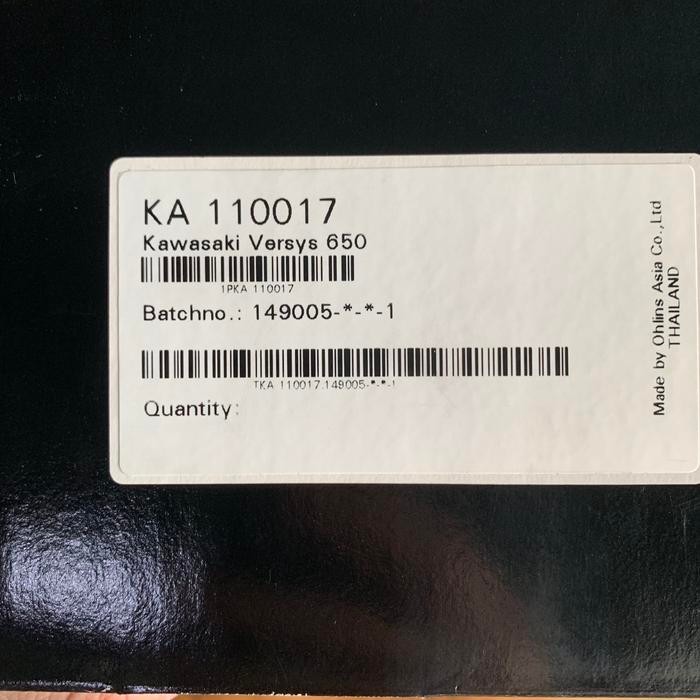 KA 110017
Kawasaki Versys 650
1PKA 110017
Batchno.: 149005-*-*-1
TKA 110017.149005-*-*-1
Quantity:
Made by Ohlins Asia Co.,Ltd
THAILAND